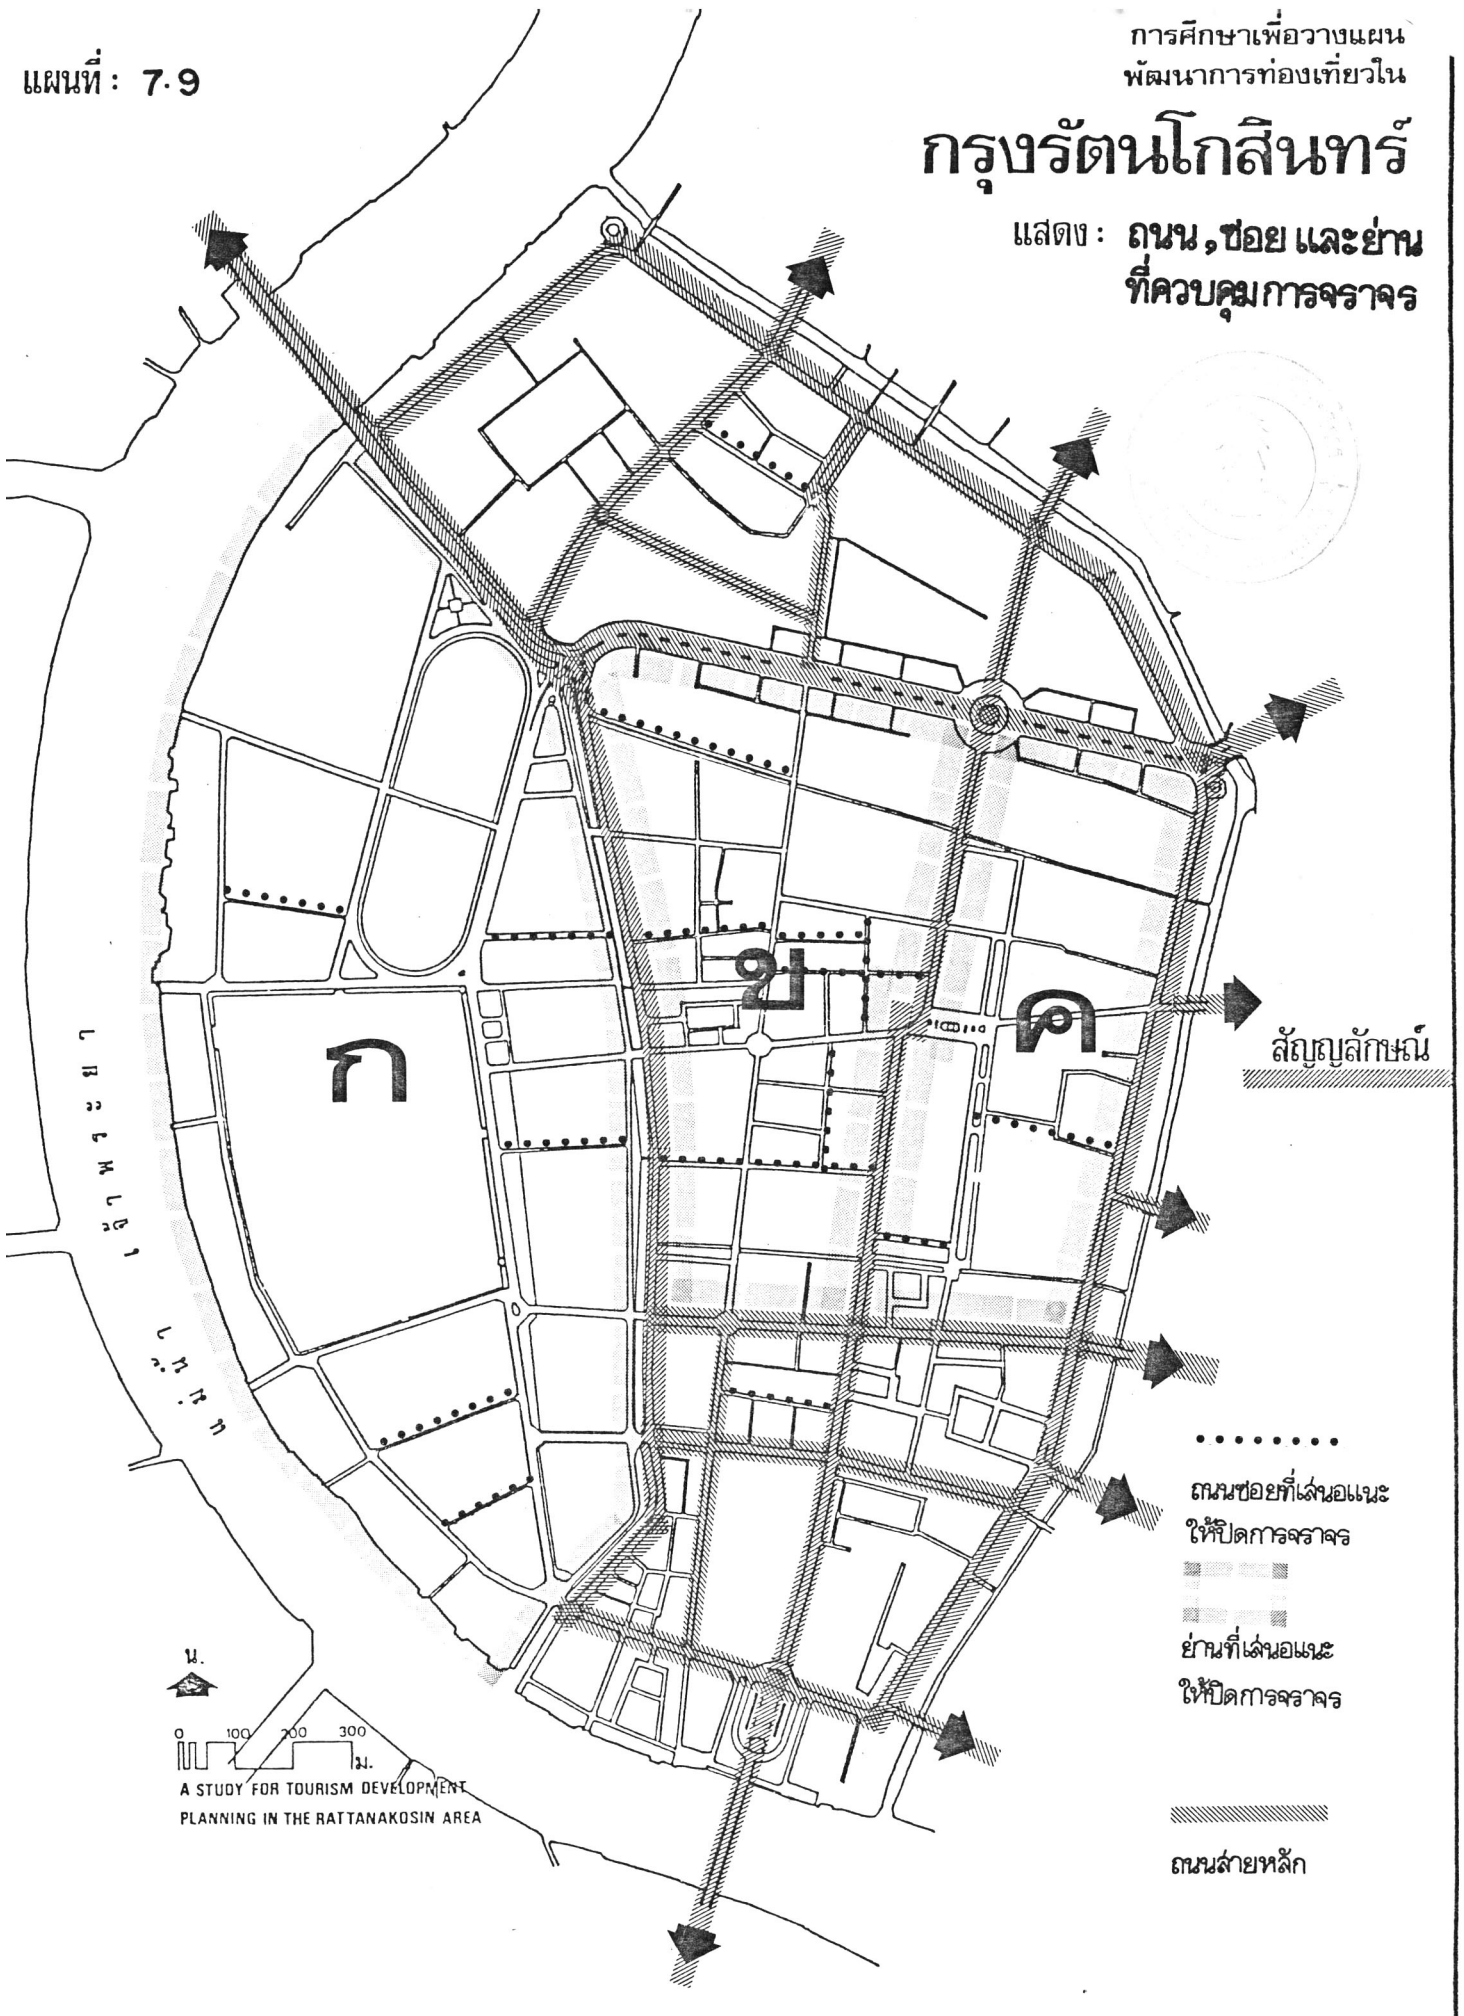 แผนที่ : 7.9
การศึกษาเพื่อวางแผน
พัฒนาการท่องเที่ยวใน
กรุงรัตนโกสินทร์
แสดง : ถนน,ซอย และย่าน
ที่ควบคุมการจราจร
ก
ข
ค
แม่น้ำ
เจ้าพระยา
สัญญลักษณ์
ถนนซอยที่เสนอแนะ
ให้ปิดการจราจร
ย่านที่เสนอแนะ
ให้ปิดการจราจร
ถนนสายหลัก
น.
0 100 200 300
ม.
A STUDY FOR TOURISM DEVELOPMENT
PLANNING IN THE RATTANAKOSIN AREA